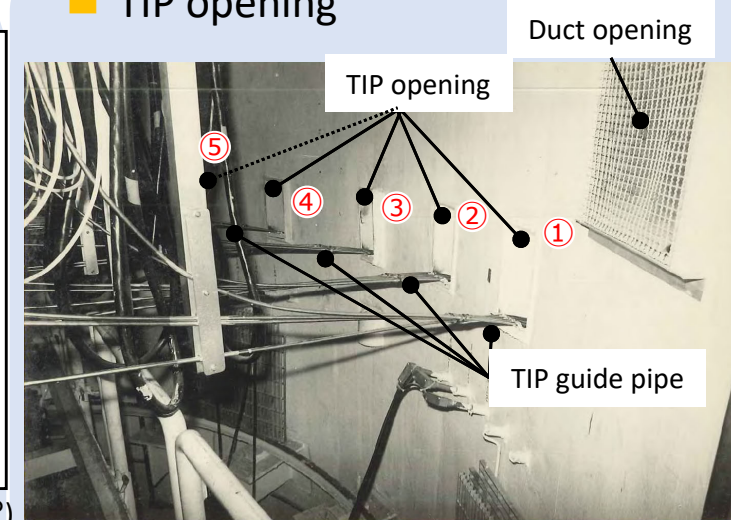 TIP opening
Duct opening
TIP opening
⑤
④
③
②
①
TIP guide pipe